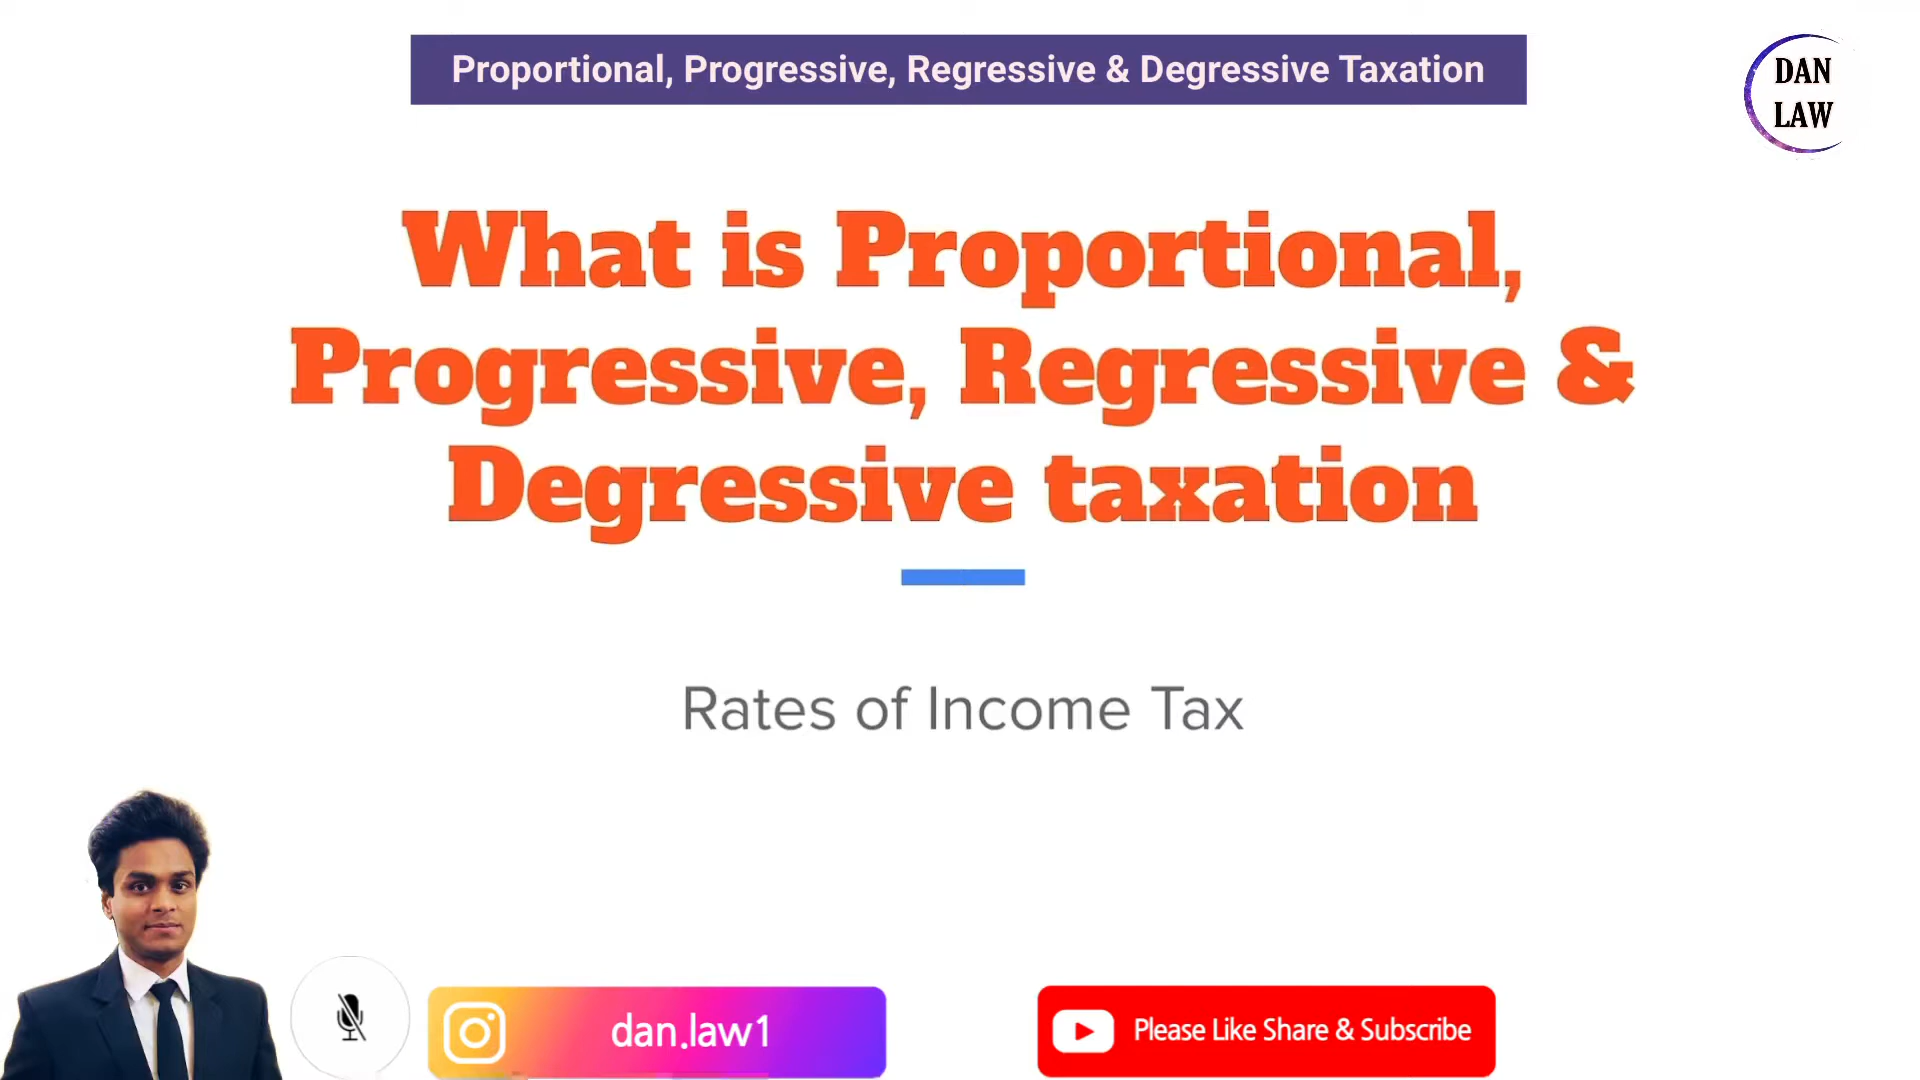 Proportional, Progressive, Regressive & Degressive Taxation
DAN
LAW
What is Proportional,
Progressive, Regressive &
Degressive taxation
Rates of Income Tax
dan.law1
Please Like Share & Subscribe